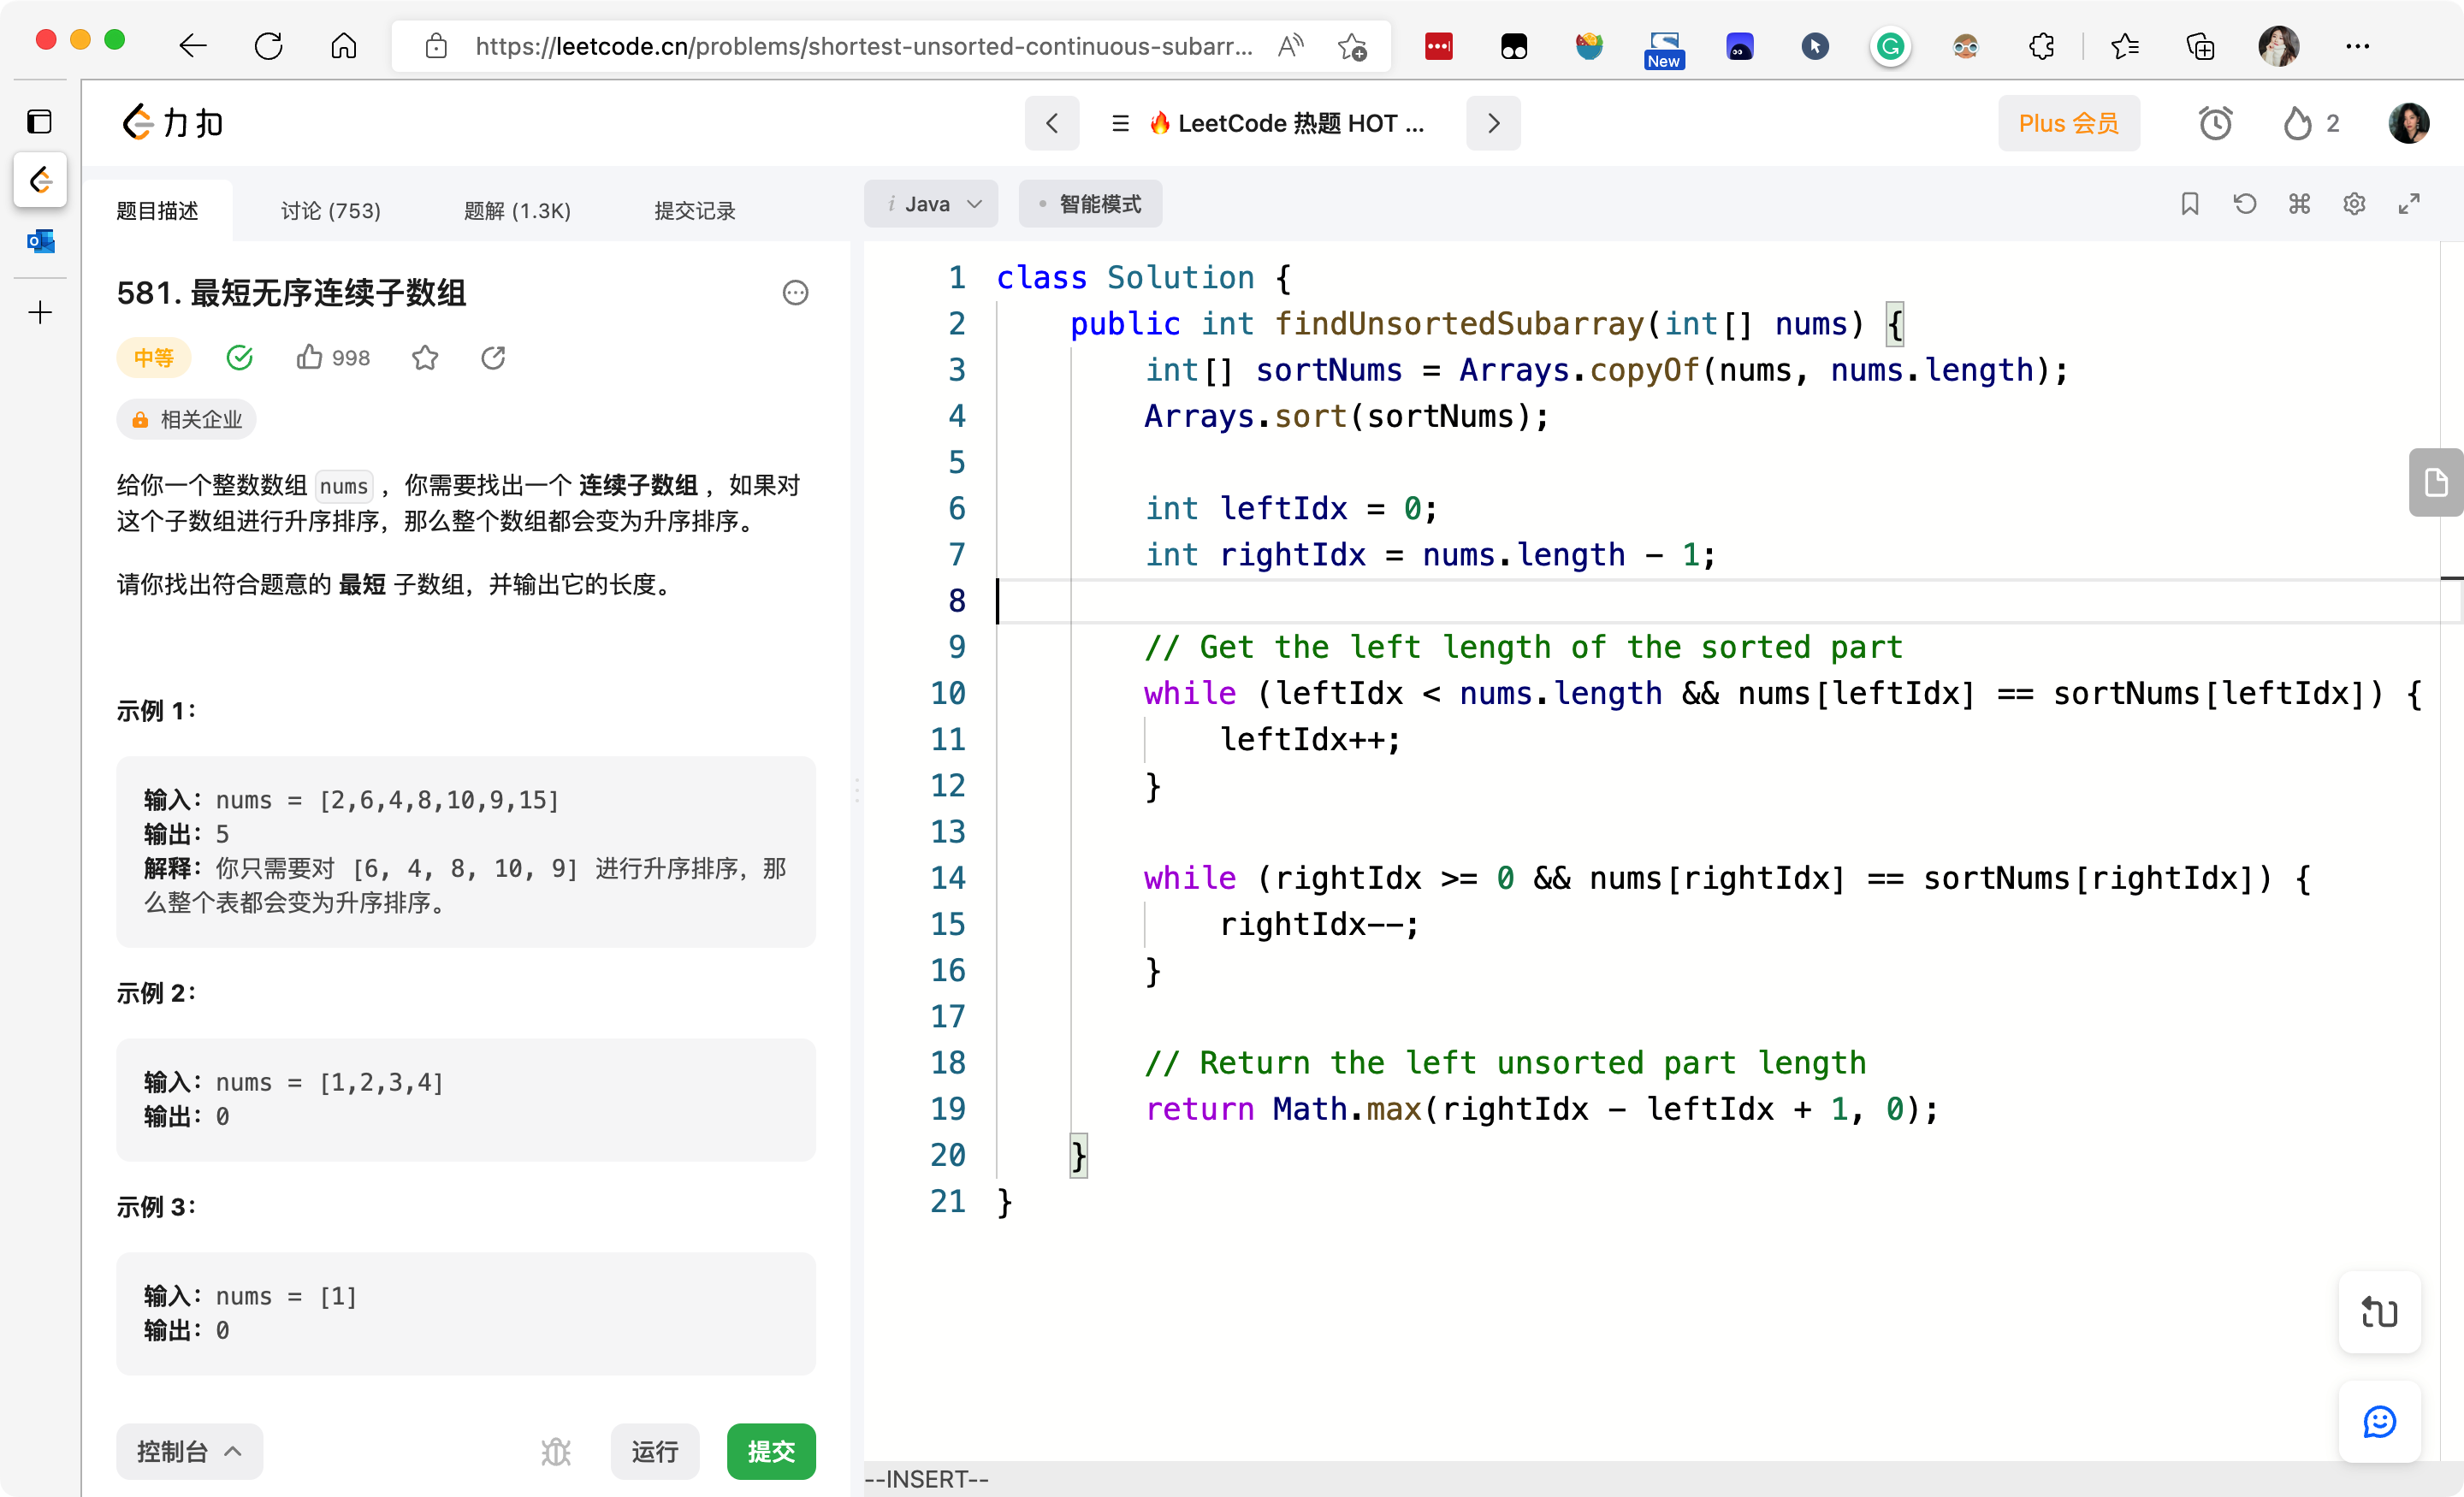 https://leetcode.cn/problems/shortest-unsorted-continuous-subarr...
New
力扣
LeetCode 热题 HOT ...
Plus 会员
2
题目描述
讨论 (753)
题解 (1.3K)
提交记录
i Java
智能模式
581. 最短无序连续子数组
中等
998
相关企业
给你一个整数数组 nums ，你需要找出一个 连续子数组 ，如果对
这个子数组进行升序排序，那么整个数组都会变为升序排序。
请你找出符合题意的 最短 子数组，并输出它的长度。
示例 1：
输入：nums = [2,6,4,8,10,9,15]
输出：5
解释：你只需要对 [6, 4, 8, 10, 9] 进行升序排序，那
么整个表都会变为升序排序。
示例 2：
输入：nums = [1,2,3,4]
输出：0
示例 3：
输入：nums = [1]
输出：0
控制台
运行
提交
1 class Solution {
2     public int findUnsortedSubarray(int[] nums) {
3         int[] sortNums = Arrays.copyOf(nums, nums.length);
4         Arrays.sort(sortNums);
5
6         int leftIdx = 0;
7         int rightIdx = nums.length - 1;
8
9         // Get the left length of the sorted part
10         while (leftIdx < nums.length && nums[leftIdx] == sortNums[leftIdx]) {
11             leftIdx++;
12         }
13
14         while (rightIdx >= 0 && nums[rightIdx] == sortNums[rightIdx]) {
15             rightIdx--;
16         }
17
18         // Return the left unsorted part length
19         return Math.max(rightIdx - leftIdx + 1, 0);
20     }
21 }
--INSERT--